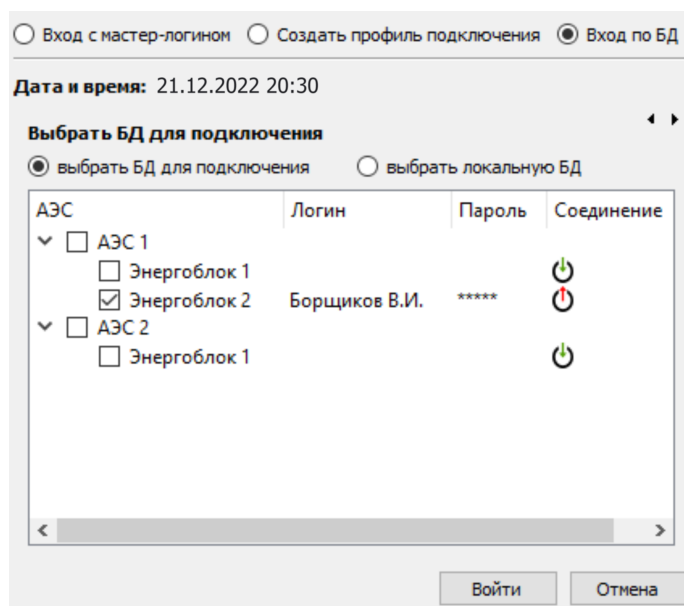 Вход с мастер-логином Создать профиль подключения Вход по БД
Дата и время: 21.12.2022 20:30
Выбрать БД для подключения
выбрать БД для подключения выбрать локальную БД
АЭС Логин Пароль Соединение
АЭС 1
Энергоблок 1
Энергоблок 2 Борщиков В.И. *****
АЭС 2
Энергоблок 1
Войти Отмена